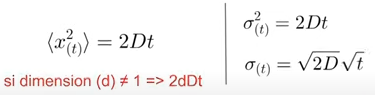 ⟨x²₍t₎⟩ = 2Dt
si dimension (d) ≠ 1 => 2dDt
σ²₍t₎ = 2Dt
σ₍t₎ = √2D√t